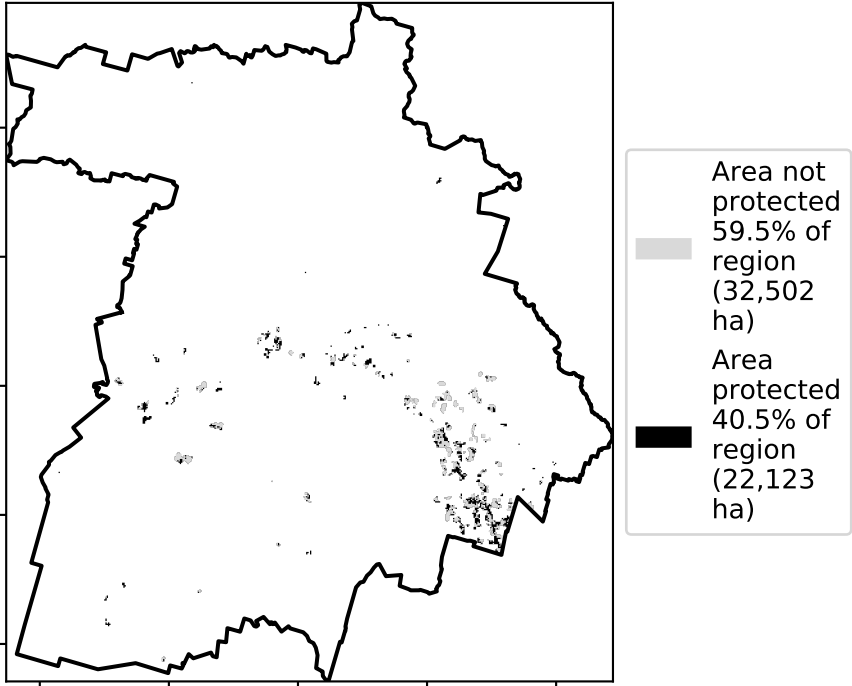 Area not
protected
59.5% of
region
(32,502
ha)
Area
protected
40.5% of
region
(22,123
ha)